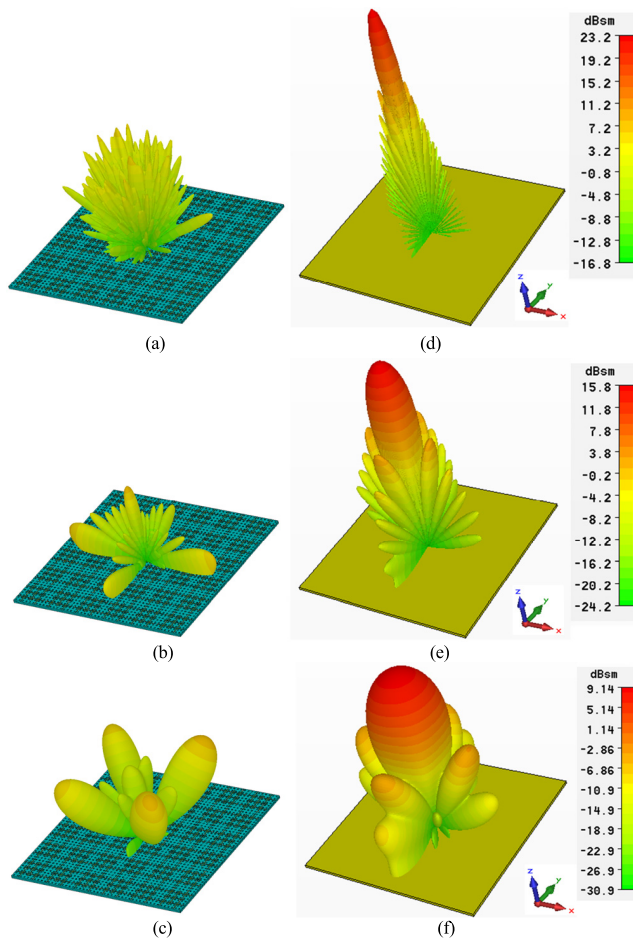 dBsm
23.2
19.2
15.2
11.2
7.2
3.2
-0.8
-4.8
-8.8
-12.8
-16.8
z
y
x
(a)
(d)
dBsm
15.8
11.8
7.8
3.8
-0.2
-4.2
-8.2
-12.2
-16.2
-20.2
-24.2
z
y
x
(b)
(e)
dBsm
9.14
5.14
1.14
-2.86
-6.86
-10.9
-14.9
-18.9
-22.9
-26.9
-30.9
z
y
x
(c)
(f)